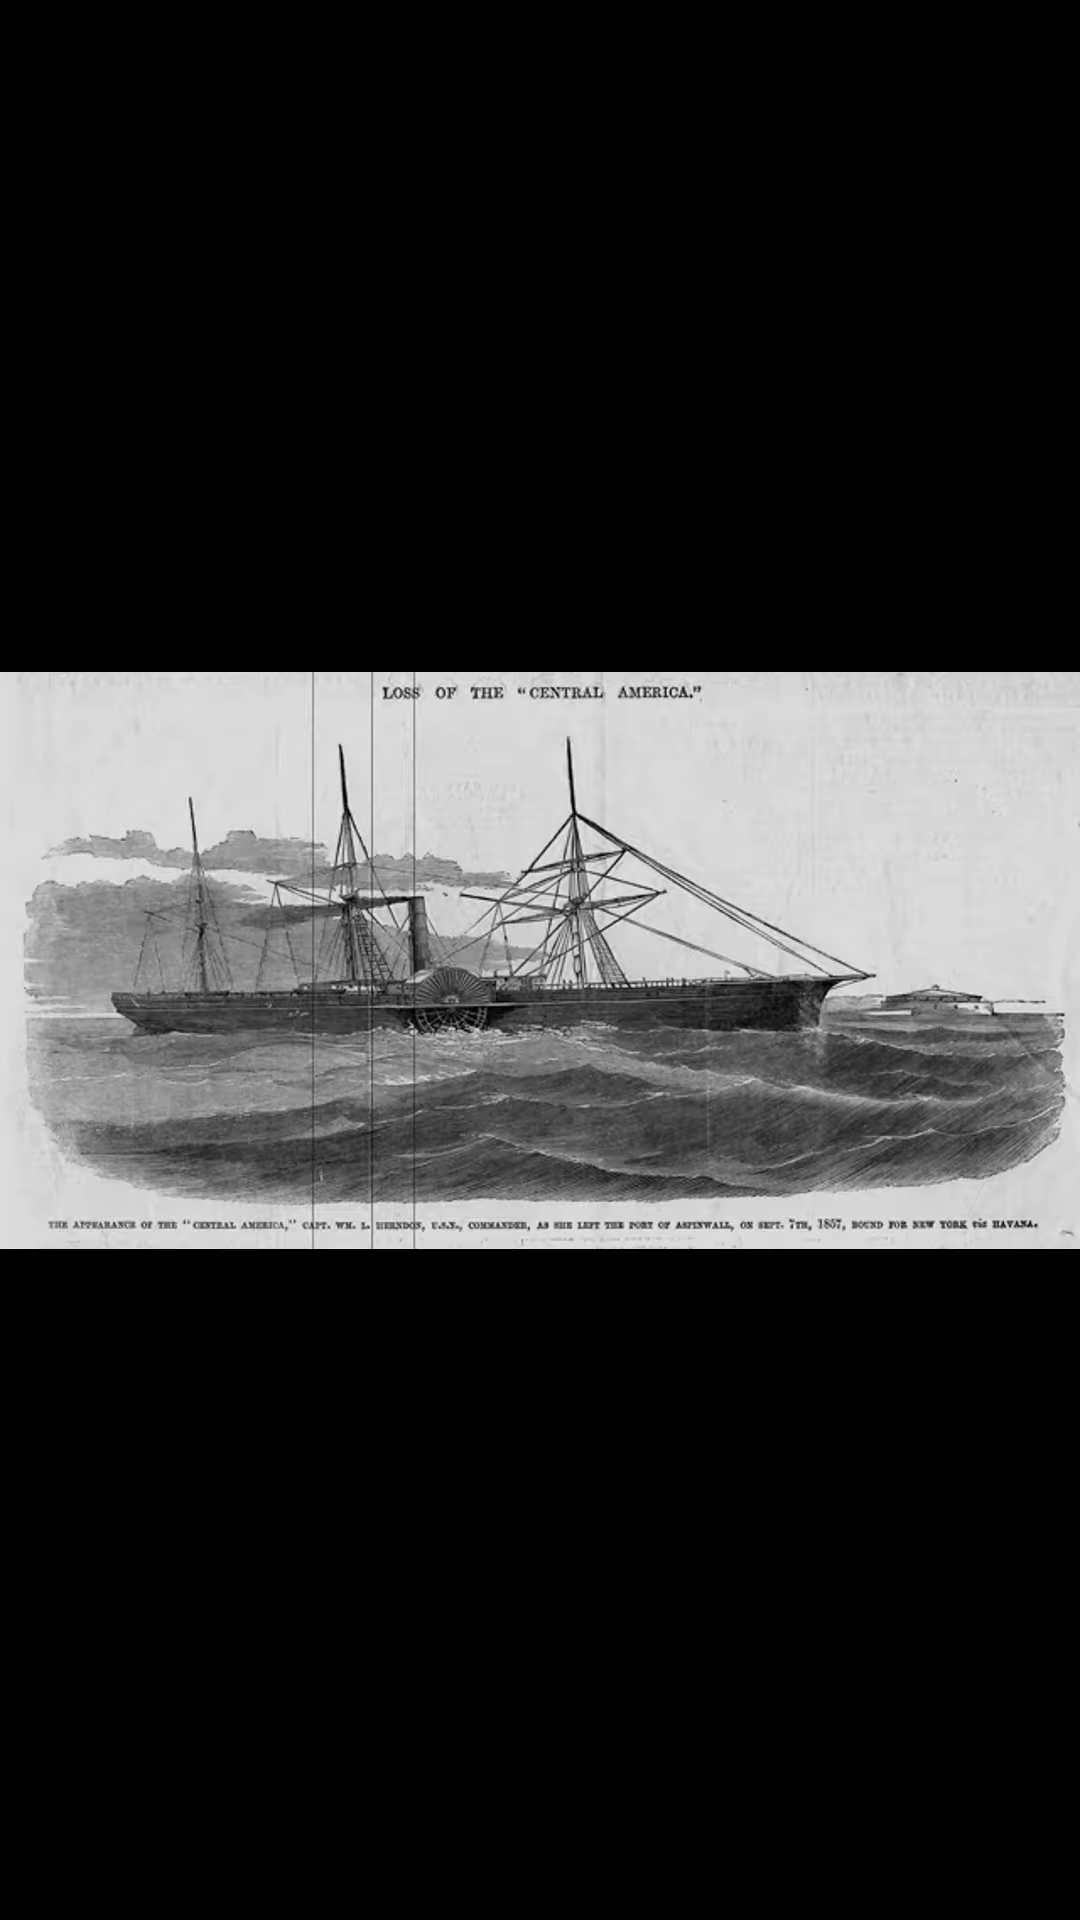 LOSS OF THE "CENTRAL AMERICA."
THE APPEARANCE OF THE "CENTRAL AMERICA," CAPT. WM. L. HERNDON, U.S.N., COMMANDER, AS SHE LEFT THE PORT OF ASPINWALL, ON SEPT. 7TH, 1857, BOUND FOR NEW YORK via HAVANA.